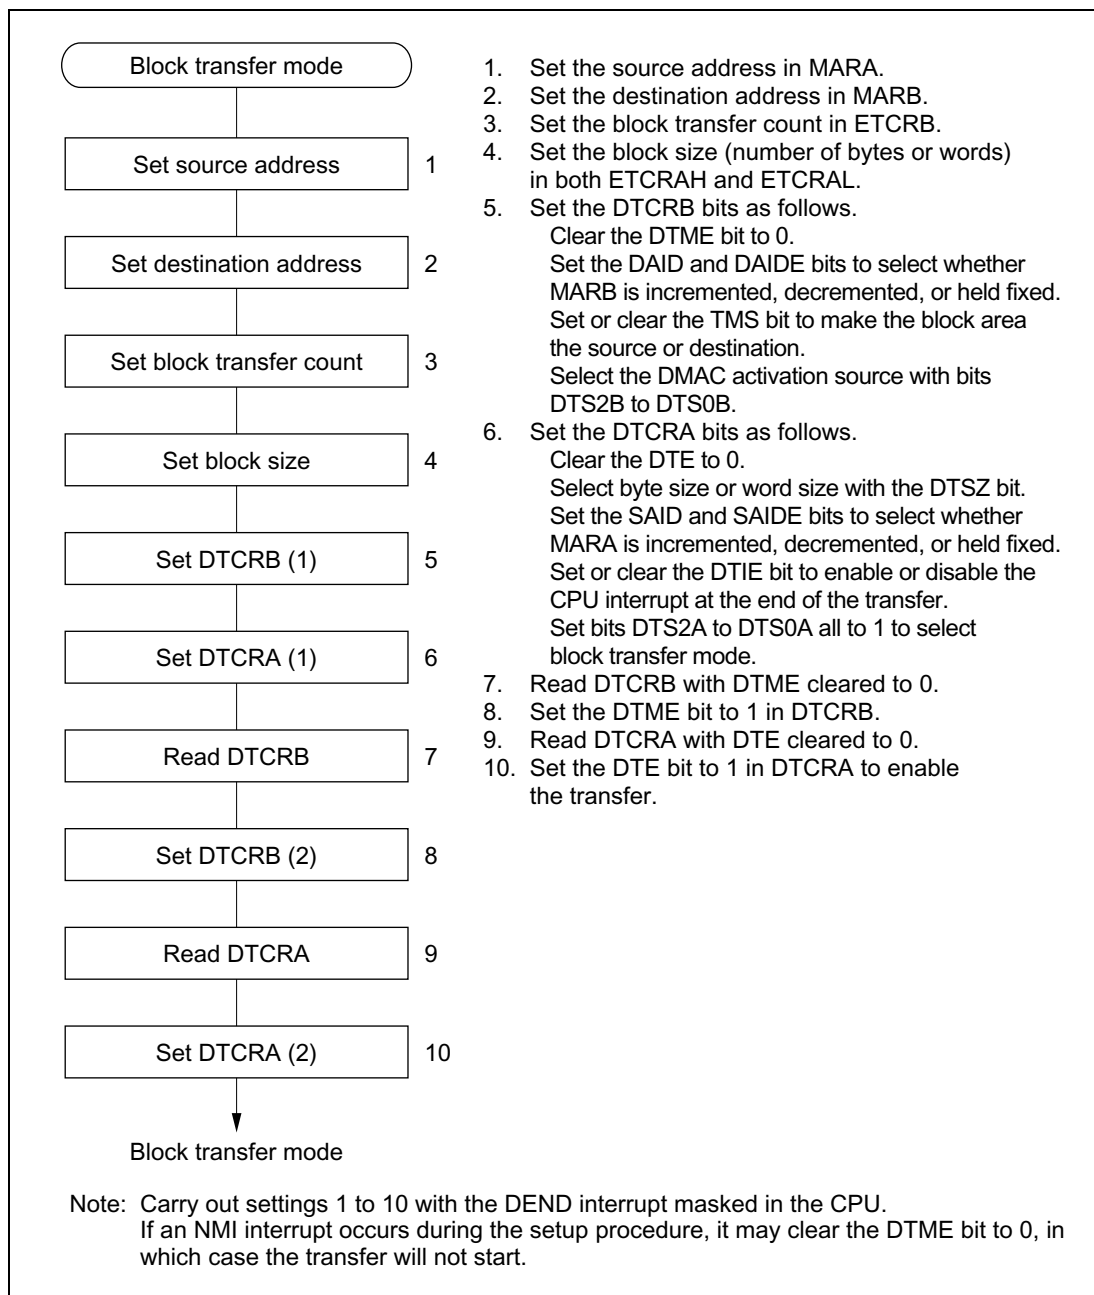 Block transfer mode
Set source address 1
Set destination address 2
Set block transfer count 3
Set block size 4
Set DTCRB (1) 5
Set DTCRA (1) 6
Read DTCRB 7
Set DTCRB (2) 8
Read DTCRA 9
Set DTCRA (2) 10
Block transfer mode
1. Set the source address in MARA.
2. Set the destination address in MARB.
3. Set the block transfer count in ETCRB.
4. Set the block size (number of bytes or words)
in both ETCRAH and ETCRAL.
5. Set the DTCRB bits as follows.
Clear the DTME bit to 0.
Set the DAID and DAIDE bits to select whether
MARB is incremented, decremented, or held fixed.
Set or clear the TMS bit to make the block area
the source or destination.
Select the DMAC activation source with bits
DTS2B to DTS0B.
6. Set the DTCRA bits as follows.
Clear the DTE to 0.
Select byte size or word size with the DTSZ bit.
Set the SAID and SAIDE bits to select whether
MARA is incremented, decremented, or held fixed.
Set or clear the DTIE bit to enable or disable the
CPU interrupt at the end of the transfer.
Set bits DTS2A to DTS0A all to 1 to select
block transfer mode.
7. Read DTCRB with DTME cleared to 0.
8. Set the DTME bit to 1 in DTCRB.
9. Read DTCRA with DTE cleared to 0.
10. Set the DTE bit to 1 in DTCRA to enable
the transfer.
Note: Carry out settings 1 to 10 with the DEND interrupt masked in the CPU.
If an NMI interrupt occurs during the setup procedure, it may clear the DTME bit to 0, in
which case the transfer will not start.